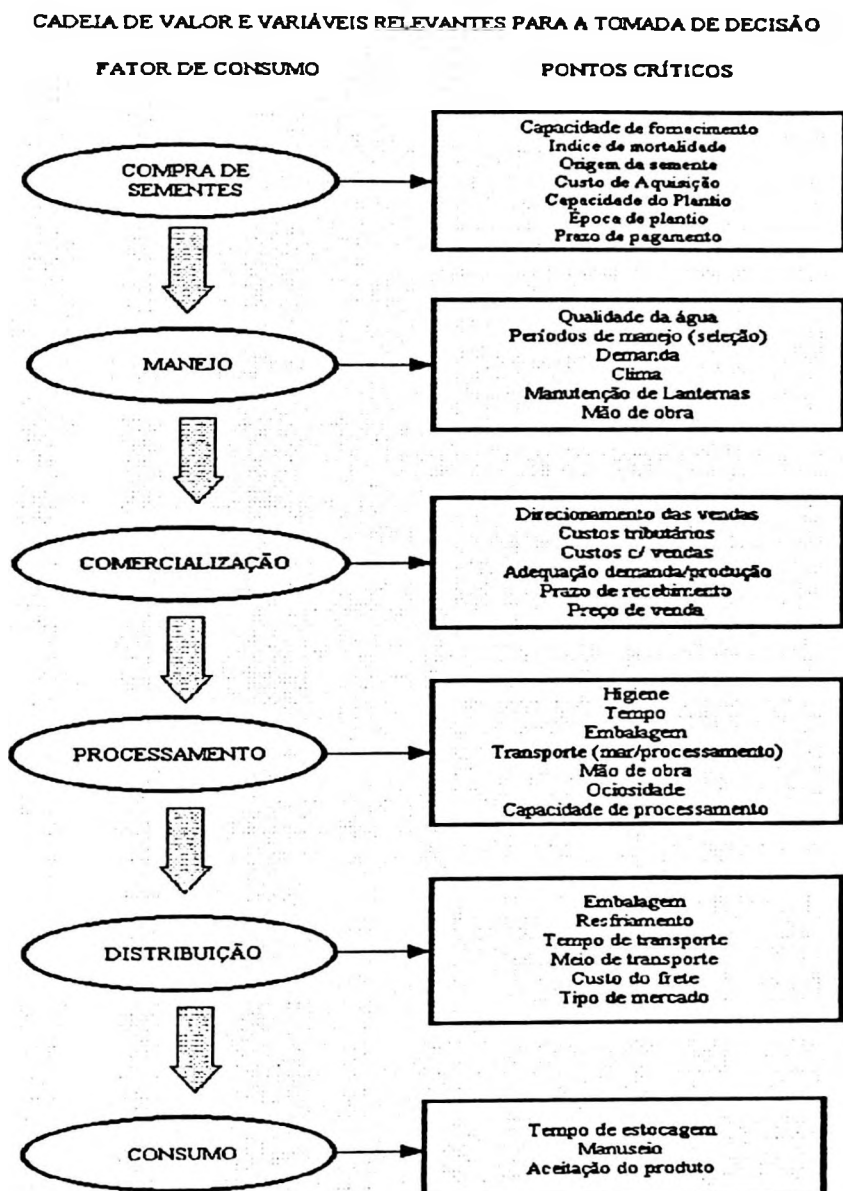 CADEIA DE VALOR E VARIÁVEIS RELEVANTES PARA A TOMADA DE DECISÃO
FATOR DE CONSUMO
PONTOS CRÍTICOS
COMPRA DE
SEMENTES
Capacidade de fornecimento
Indice de mortalidade
Origem da semente
Custo de Aquisição
Capacidade do Plantio
Época de plantio
Prazo de pagamento
MANEJO
Qualidade da água
Períodos de manejo (seleção)
Demanda
Clima
Manutenção de Lanternas
Mão de obra
COMERCIALIZAÇÃO
Direcionamento das vendas
Custos tributários
Custos c/ vendas
Adequação demanda/produção
Prazo de recebimento
Preço de venda
PROCESSAMENTO
Higiene
Tempo
Embalagem
Transporte (mar/processamento)
Mão de obra
Ociosidade
Capacidade de processamento
DISTRIBUIÇÃO
Embalagem
Resfriamento
Tempo de transporte
Meio de transporte
Custo do frete
Tipo de mercado
CONSUMO
Tempo de estocagem
Manuseio
Aceitação do produto